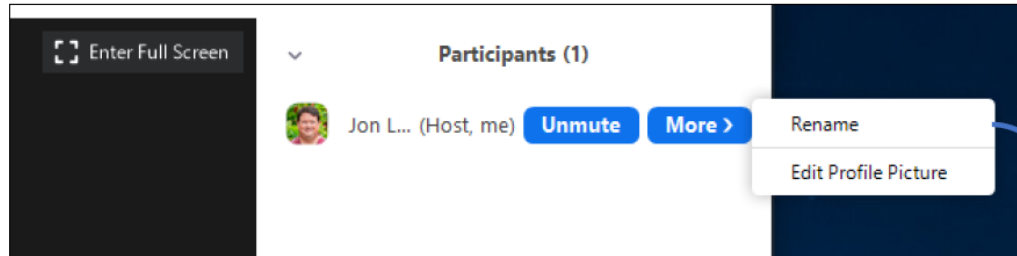 Enter Full Screen
Participants (1)
Jon L... (Host, me) Unmute More >
Rename
Edit Profile Picture